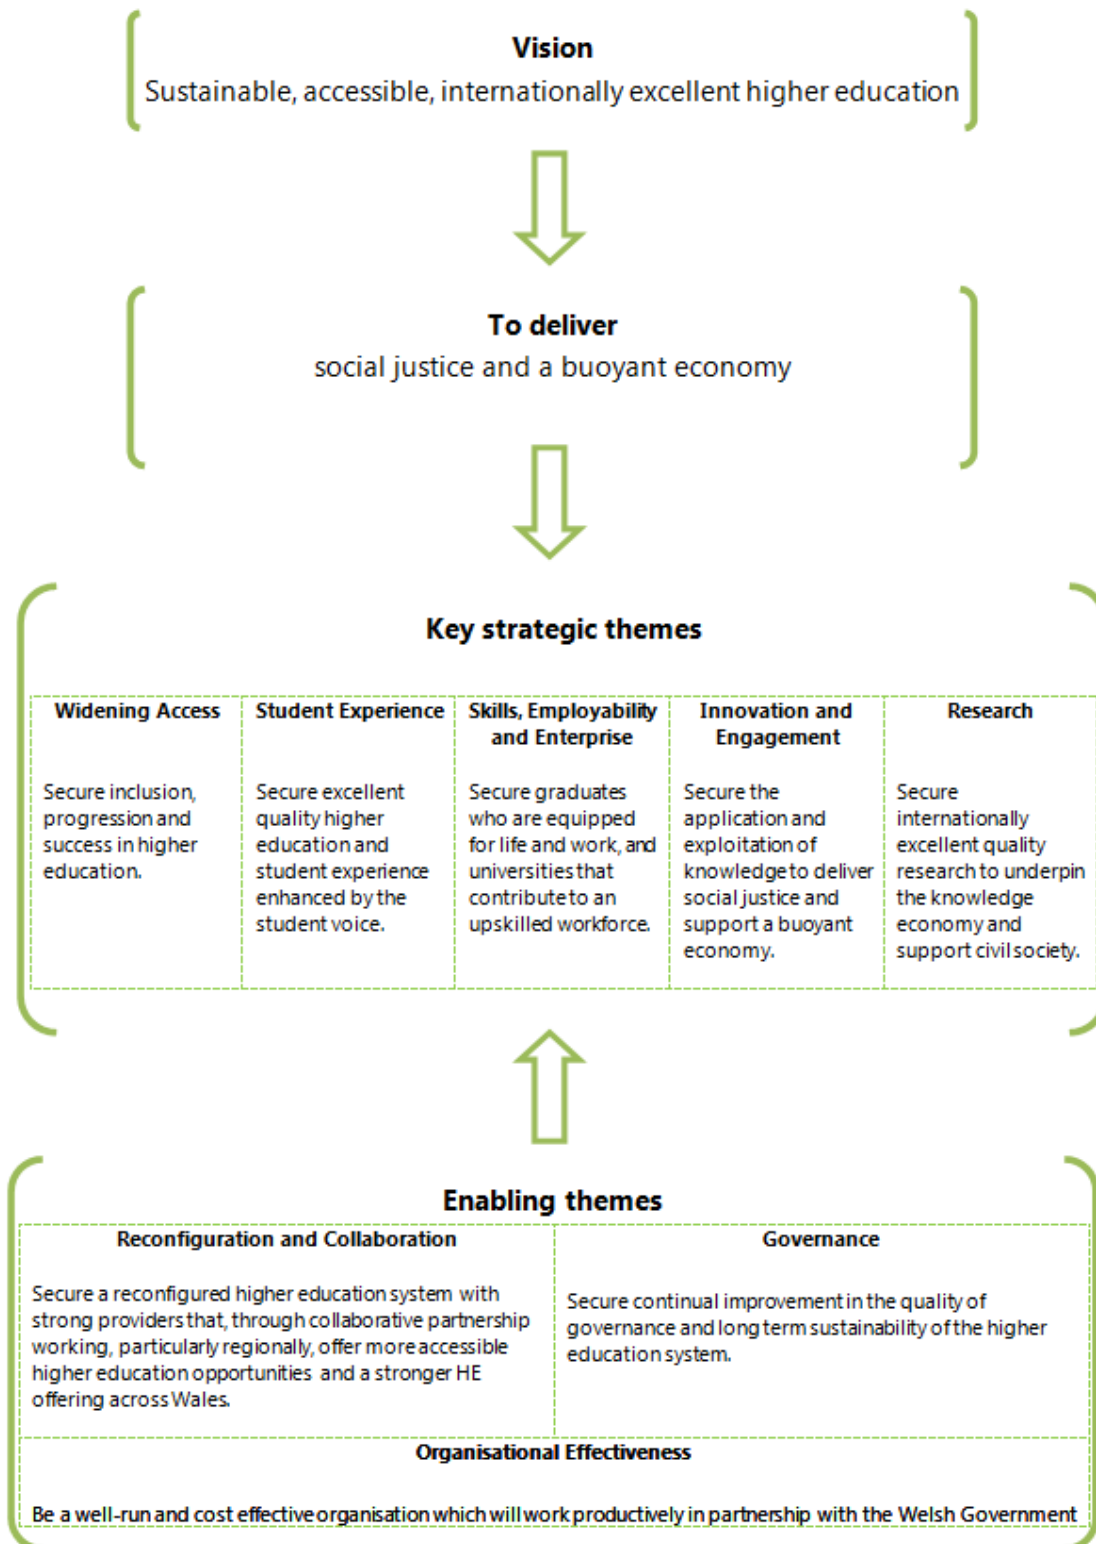 Vision
Sustainable, accessible, internationally excellent higher education
To deliver
social justice and a buoyant economy
Key strategic themes
Widening Access
Secure inclusion,
progression and
success in higher
education.
Student Experience
Secure excellent
quality higher
education and
student experience
enhanced by the
student voice.
Skills, Employability
and Enterprise
Secure graduates
who are equipped
for life and work, and
universities that
contribute to an
upskilled workforce.
Innovation and
Engagement
Secure the
application and
exploitation of
knowledge to deliver
social justice and
support a buoyant
economy.
Research
Secure
internationally
excellent quality
research to underpin
the knowledge
economy and
support civil society.
Enabling themes
Reconfiguration and Collaboration
Secure a reconfigured higher education system with
strong providers that, through collaborative partnership
working, particularly regionally, offer more accessible
higher education opportunities and a stronger HE
offering across Wales.
Governance
Secure continual improvement in the quality of
governance and long term sustainability of the higher
education system.
Organisational Effectiveness
Be a well-run and cost effective organisation which will work productively in partnership with the Welsh Government